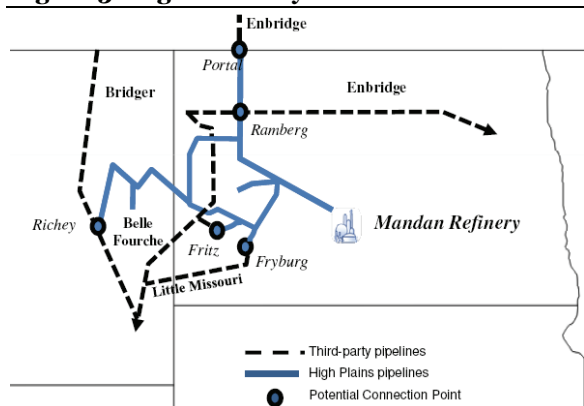 Enbridge
Portal
Bridger
Enbridge
Ramberg
Richey
Belle
Fourche
Fritz
Fryburg
Mandan Refinery
Little Missouri
Third-party pipelines
High Plains pipelines
Potential Connection Point